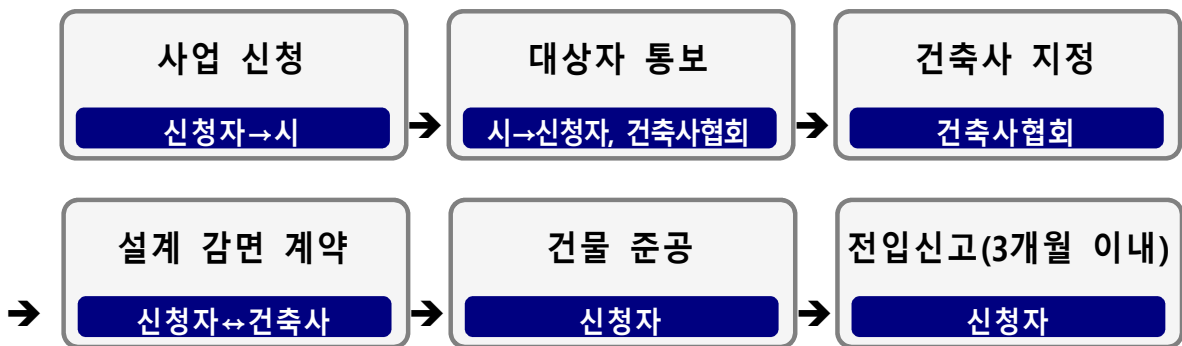 사업 신청
신청자→시
➔
대상자 통보
시→신청자, 건축사협회
➔
건축사 지정
건축사협회
➔
설계 감면 계약
신청자↔건축사
➔
건물 준공
신청자
➔
전입신고(3개월 이내)
신청자